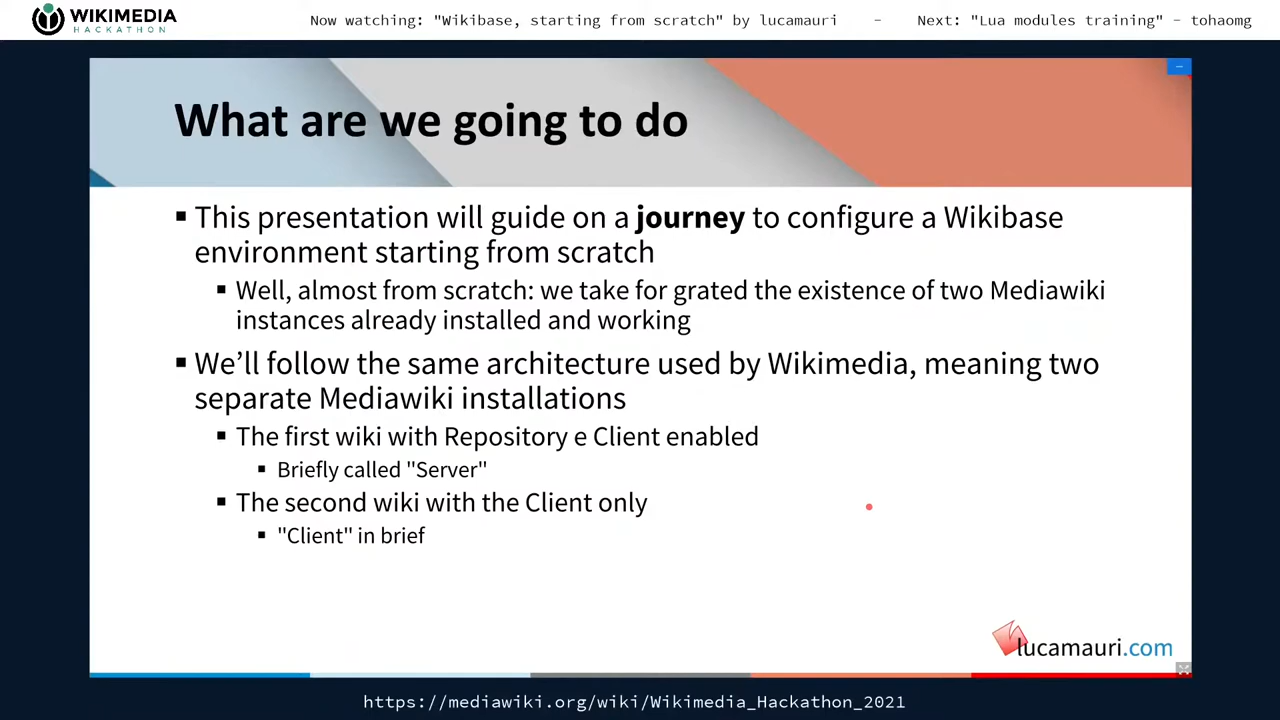 WIKIMEDIA
HACKATHON
Now watching: "Wikibase, starting from scratch" by lucamauri - Next: "Lua modules training" - tohaomg
What are we going to do
▪ This presentation will guide on a journey to configure a Wikibase
environment starting from scratch
▪ Well, almost from scratch: we take for grated the existence of two Mediawiki
instances already installed and working
▪ We’ll follow the same architecture used by Wikimedia, meaning two
separate Mediawiki installations
▪ The first wiki with Repository e Client enabled
▪ Briefly called "Server"
▪ The second wiki with the Client only
▪ "Client" in brief
lucamauri.com
https://mediawiki.org/wiki/Wikimedia_Hackathon_2021